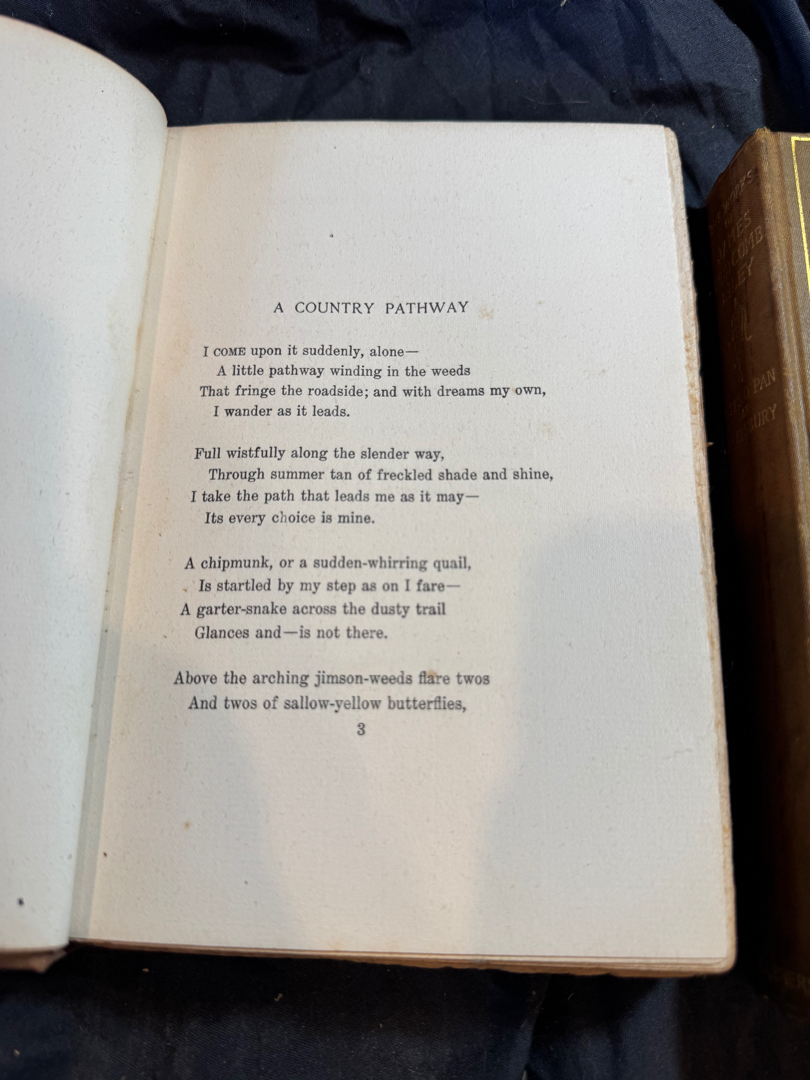 A COUNTRY PATHWAY
I COME upon it suddenly, alone—
A little pathway winding in the weeds
That fringe the roadside; and with dreams my own,
I wander as it leads.
Full wistfully along the slender way,
Through summer tan of freckled shade and shine,
I take the path that leads me as it may—
Its every choice is mine.
A chipmunk, or a sudden-whirring quail,
Is startled by my step as on I fare—
A garter-snake across the dusty trail
Glances and—is not there.
Above the arching jimson-weeds flare twos
And twos of sallow-yellow butterflies,
3
PAN